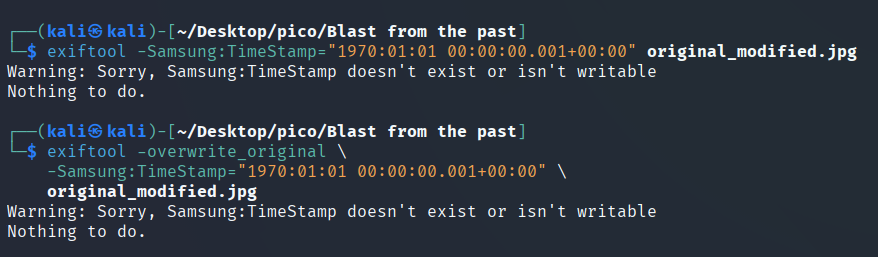 ┌──(kali㉿kali)-[~/Desktop/pico/Blast from the past]
└─$ exiftool -Samsung:TimeStamp="1970:01:01 00:00:00.001+00:00" original_modified.jpg
Warning: Sorry, Samsung:TimeStamp doesn't exist or isn't writable
Nothing to do.
┌──(kali㉿kali)-[~/Desktop/pico/Blast from the past]
└─$ exiftool -overwrite_original \
-Samsung:TimeStamp="1970:01:01 00:00:00.001+00:00" \
original_modified.jpg
Warning: Sorry, Samsung:TimeStamp doesn't exist or isn't writable
Nothing to do.